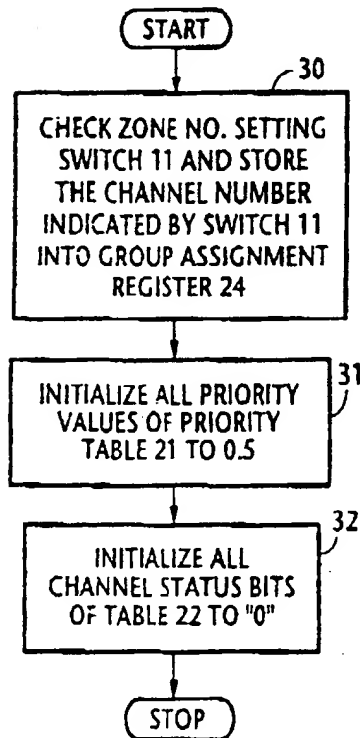 START
30
CHECK ZONE NO. SETTING
SWITCH 11 AND STORE
THE CHANNEL NUMBER
INDICATED BY SWITCH 11
INTO GROUP ASSIGNMENT
REGISTER 24
31
INITIALIZE ALL PRIORITY
VALUES OF PRIORITY
TABLE 21 TO 0.5
32
INITIALIZE ALL
CHANNEL STATUS BITS
OF TABLE 22 TO "0"
STOP